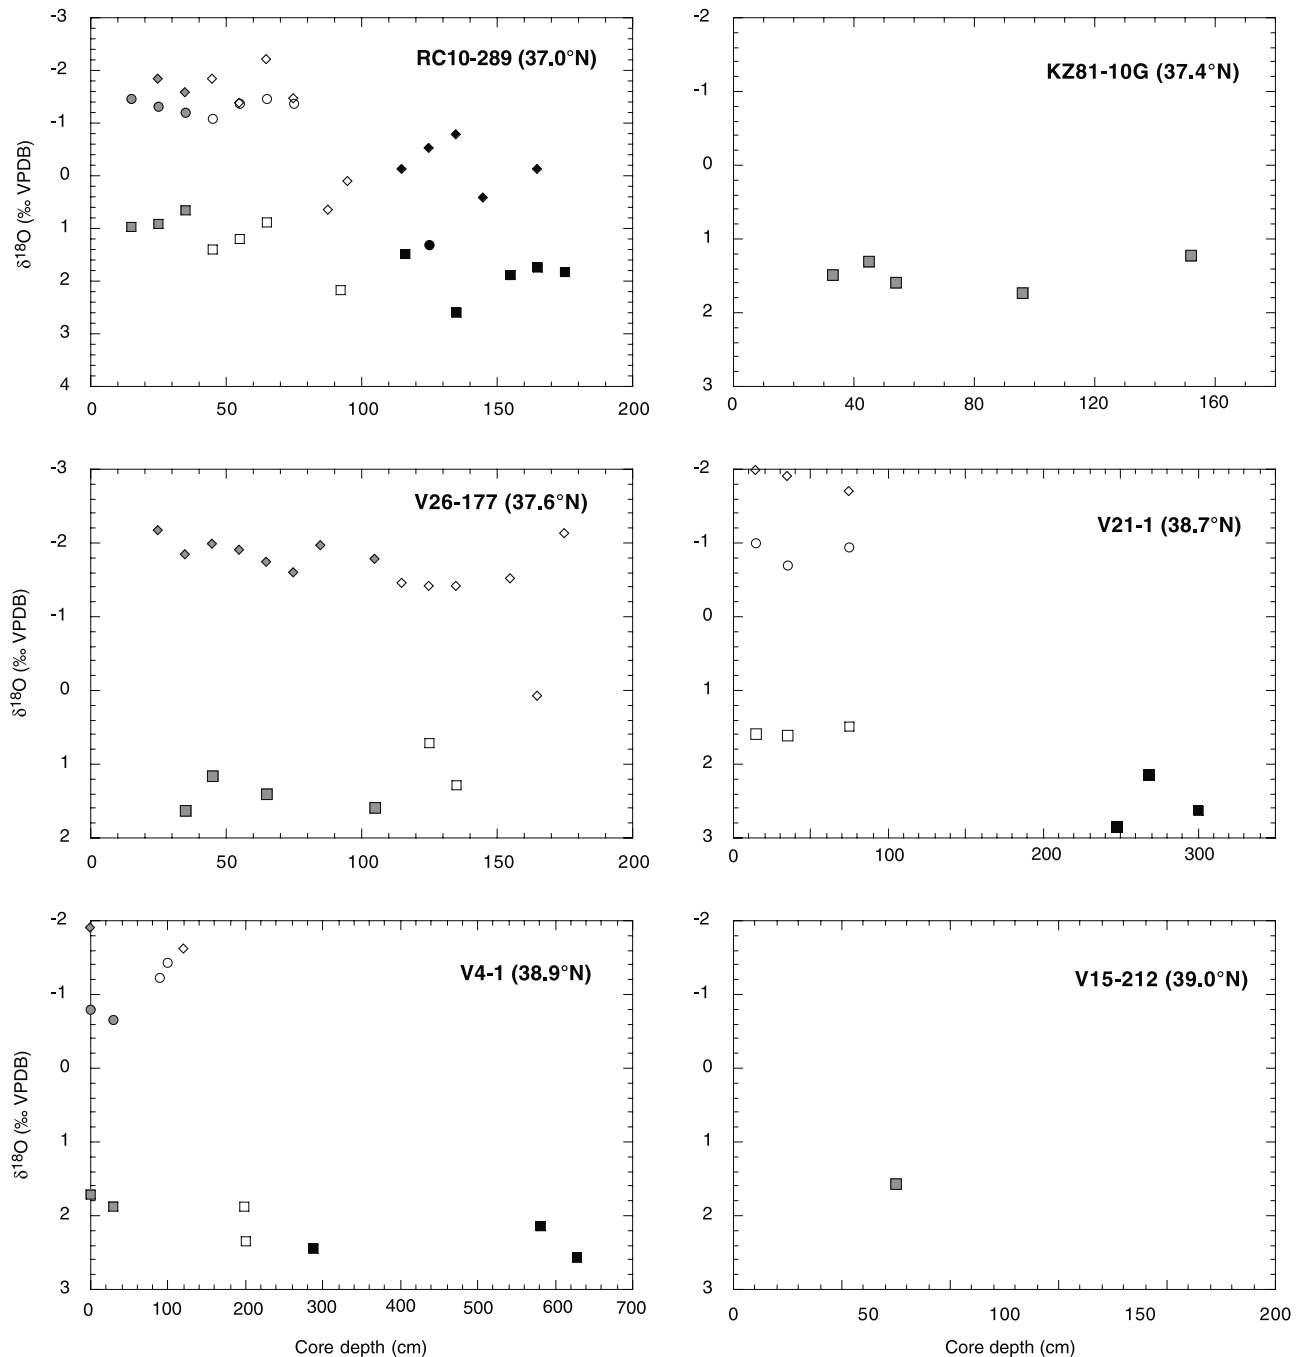 RC10-289 (37.0°N)
δ18O (‰ VPDB)
-3
-2
-1
0
1
2
3
4
0 50 100 150 200
KZ81-10G (37.4°N)
-2
-1
0
1
2
3
0 40 80 120 160
V26-177 (37.6°N)
δ18O (‰ VPDB)
-3
-2
-1
0
1
2
0 50 100 150 200
V21-1 (38.7°N)
-2
-1
0
1
2
3
0 100 200 300
V4-1 (38.9°N)
δ18O (‰ VPDB)
-2
-1
0
1
2
3
0 100 200 300 400 500 600 700
Core depth (cm)
V15-212 (39.0°N)
-2
-1
0
1
2
3
0 50 100 150 200
Core depth (cm)